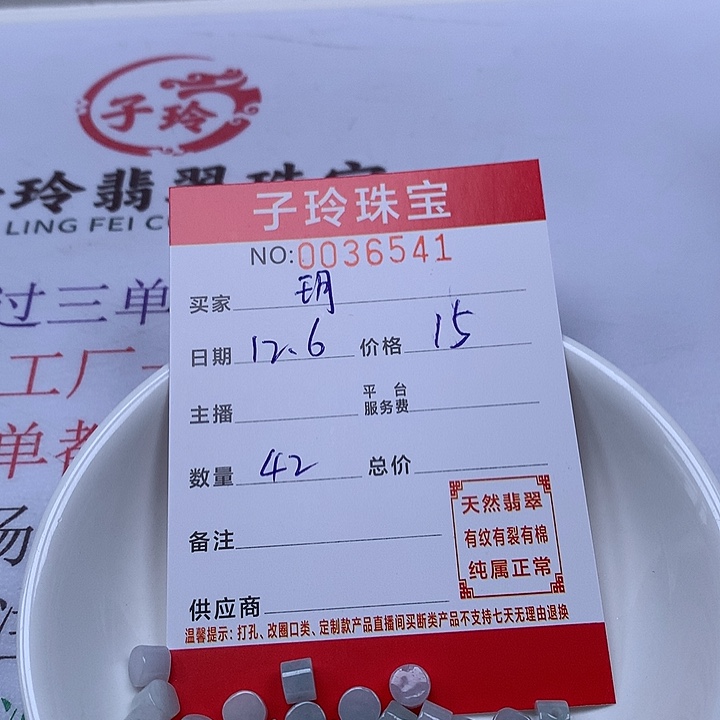 子玲
玲翡翠珠宝
LING FEI C
过三单
工厂
单都
子玲珠宝
NO:0036541
买家 玥
日期 12.6 价格 15
主播 平台服务费
数量 42 总价
天然翡翠
有纹有裂有棉
纯属正常
备注
供应商
温馨提示：打孔、改圈口类、定制款产品直播间买断类产品不支持七天无理由退换